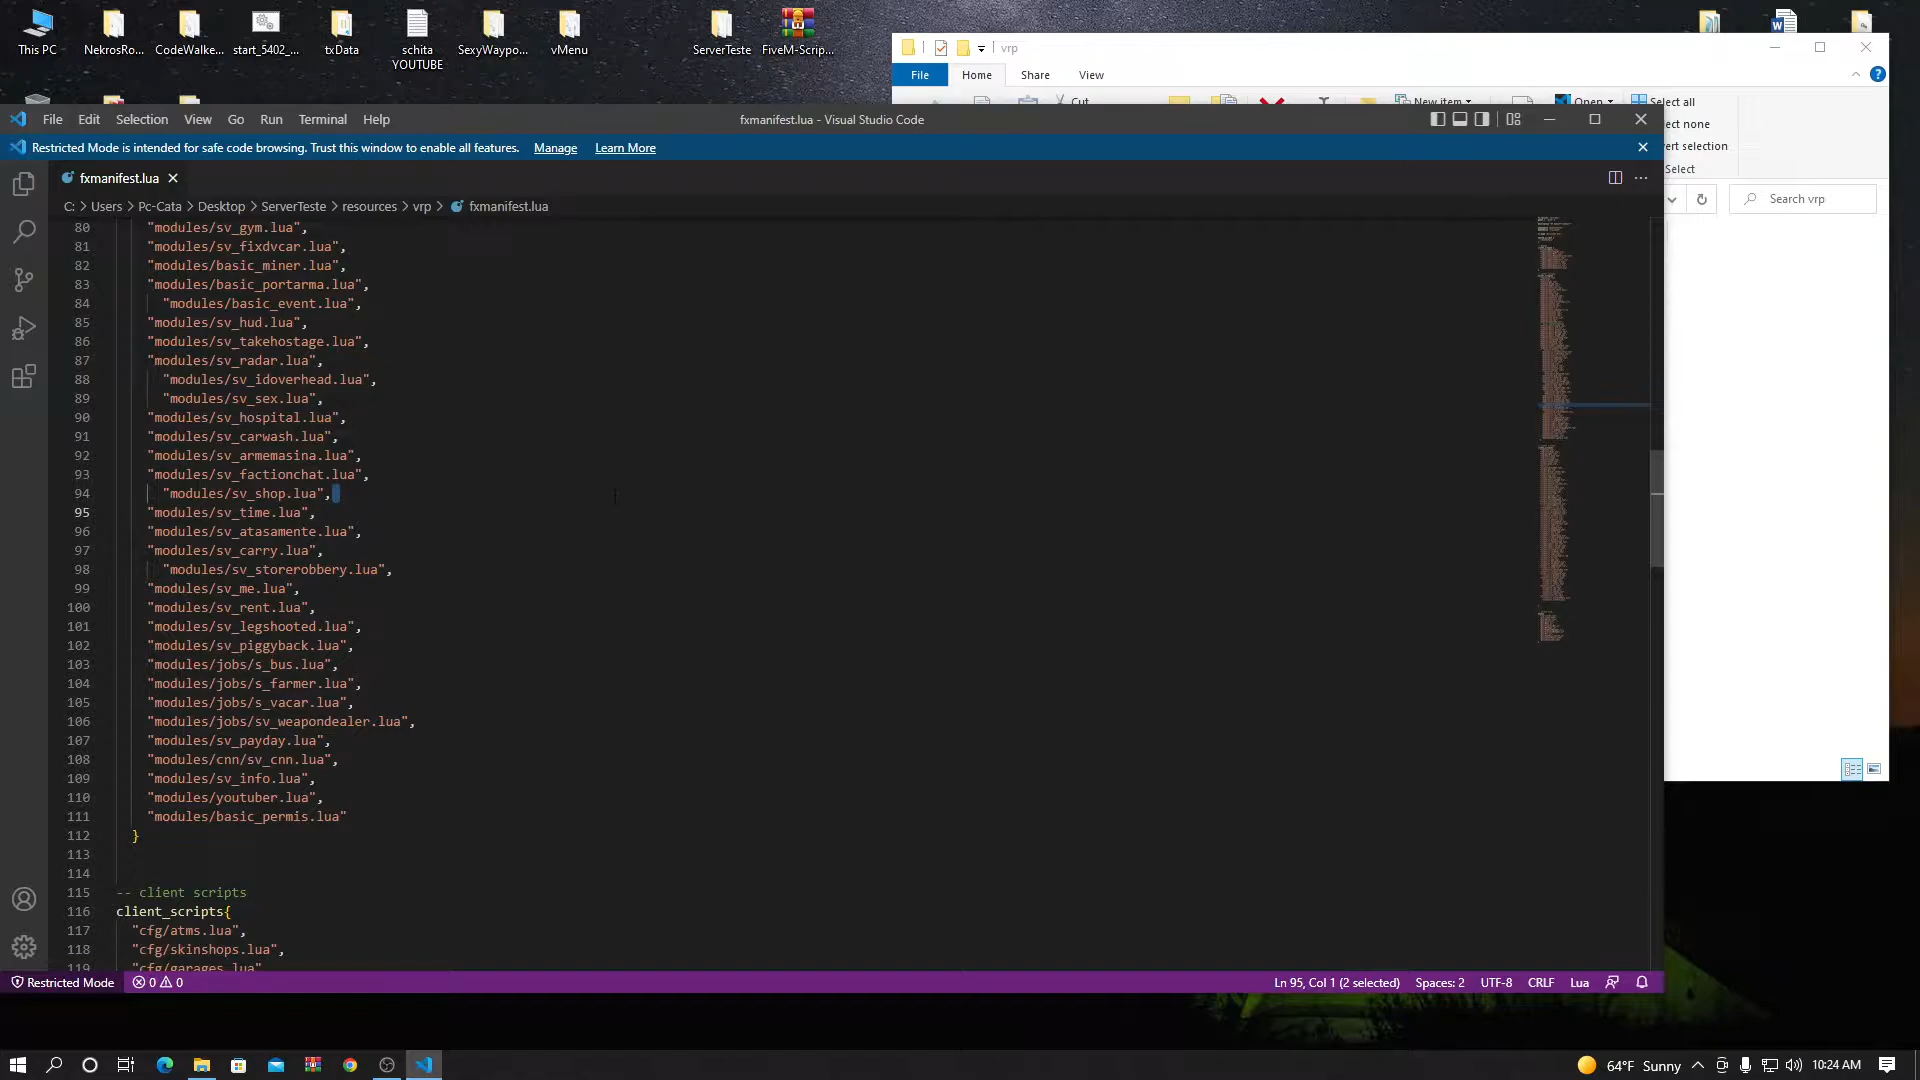 This PC
NekrosRo...
CodeWalke...
start_5402_...
txData
schita YOUTUBE
SexyWaypo...
vMenu
ServerTeste
FiveM-Scrip...
vrp
File Home Share View
Cut
New item
Open
Select all
ect none
ert selection
Select
Search vrp
File Edit Selection View Go Run Terminal Help
fxmanifest.lua - Visual Studio Code
Restricted Mode is intended for safe code browsing. Trust this window to enable all features. Manage Learn More
fxmanifest.lua
C: > Users > Pc-Cata > Desktop > ServerTeste > resources > vrp > fxmanifest.lua
80 "modules/sv_gym.lua",
81 "modules/sv_fixdvcar.lua",
82 "modules/basic_miner.lua",
83 "modules/basic_portarma.lua",
84 "modules/basic_event.lua",
85 "modules/sv_hud.lua",
86 "modules/sv_takehostage.lua",
87 "modules/sv_radar.lua",
88 "modules/sv_idoverhead.lua",
89 "modules/sv_sex.lua",
90 "modules/sv_hospital.lua",
91 "modules/sv_carwash.lua",
92 "modules/sv_armemasina.lua",
93 "modules/sv_factionchat.lua",
94 "modules/sv_shop.lua",
95 "modules/sv_time.lua",
96 "modules/sv_atasamente.lua",
97 "modules/sv_carry.lua",
98 "modules/sv_storerobbery.lua",
99 "modules/sv_me.lua",
100 "modules/sv_rent.lua",
101 "modules/sv_legshooted.lua",
102 "modules/sv_piggyback.lua",
103 "modules/jobs/s_bus.lua",
104 "modules/jobs/s_farmer.lua",
105 "modules/jobs/s_vacar.lua",
106 "modules/jobs/sv_weapondealer.lua",
107 "modules/sv_payday.lua",
108 "modules/cnn/sv_cnn.lua",
109 "modules/sv_info.lua",
110 "modules/youtuber.lua",
111 "modules/basic_permis.lua"
112 }
113
114
115 -- client scripts
116 client_scripts{
117 "cfg/atms.lua",
118 "cfg/skinshops.lua",
119 "cfg/garages.lua"
Restricted Mode 0 0 Ln 95, Col 1 (2 selected) Spaces: 2 UTF-8 CRLF Lua
64°F Sunny 10:24 AM